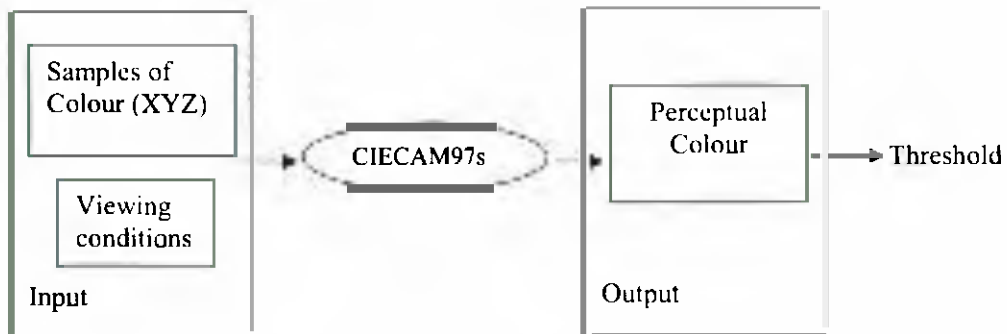 Samples of
Colour (XYZ)
Viewing
conditions
Input
CIECAM97s
Perceptual
Colour
Output
Threshold